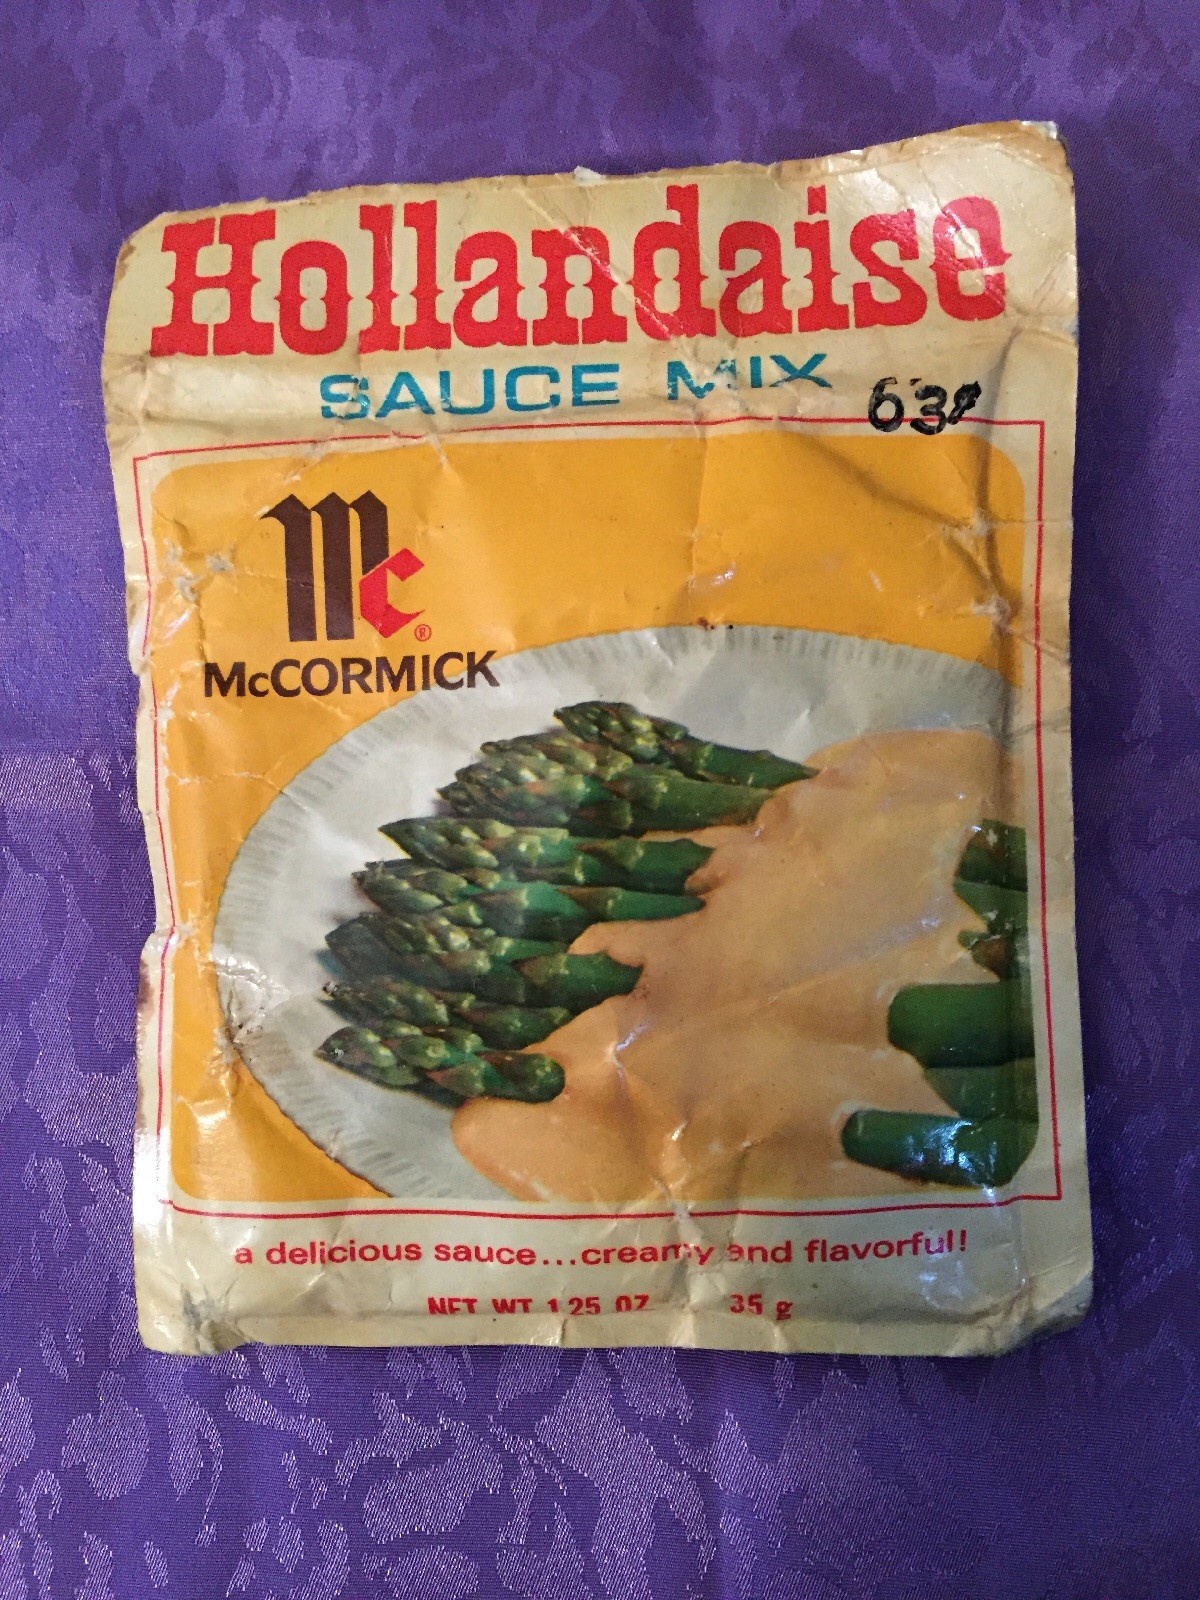 Hollandaise
SAUCE MIX
63¢
Mc®
McCORMICK
a delicious sauce...creamy and flavorful!
NET WT 1.25 OZ 35 g